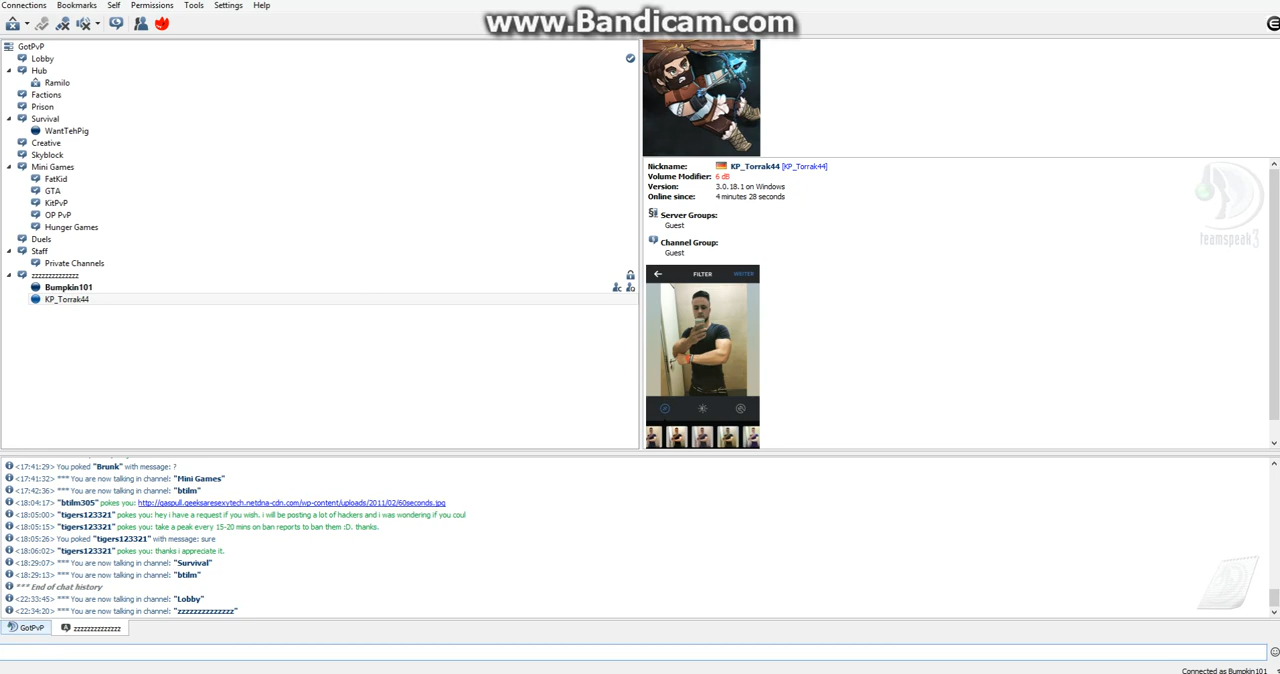 Connections Bookmarks Self Permissions Tools Settings Help
www.Bandicam.com
GotPvP
Lobby
Hub
Ramilo
Factions
Prison
Survival
WantTehPig
Creative
Skyblock
Mini Games
FatKid
GTA
KitPvP
OP PvP
Hunger Games
Duels
Staff
Private Channels
zzzzzzzzzzzzzz
Bumpkin101
KP_Torrak44
Nickname: KP_Torrak44 [KP_Torrak44]
Volume Modifier: 6 dB
Version: 3.0.18.1 on Windows
Online since: 4 minutes 28 seconds
Server Groups:
Guest
Channel Group:
Guest
teamspeak3
FILTER WEITER
<17:41:29> You poked "Brunk" with message: ?
<17:41:32> *** You are now talking in channel: "Mini Games"
<17:42:36> *** You are now talking in channel: "btilm"
<18:04:17> "btilm305" pokes you: http://gaspull.geeksaresexytech.netdna-cdn.com/wp-content/uploads/2011/02/60seconds.jpg
<18:05:00> "tigers123321" pokes you: hey i have a request if you wish. i will be posting a lot of hackers and i was wondering if you coul
<18:05:15> "tigers123321" pokes you: take a peak every 15-20 mins on ban reports to ban them :D. thanks.
<18:05:26> You poked "tigers123321" with message: sure
<18:06:02> "tigers123321" pokes you: thanks i appreciate it.
<18:29:07> *** You are now talking in channel: "Survival"
<18:29:13> *** You are now talking in channel: "btilm"
*** End of chat history
<22:33:45> *** You are now talking in channel: "Lobby"
<22:34:20> *** You are now talking in channel: "zzzzzzzzzzzzzz"
GotPvP zzzzzzzzzzzzzz
Connected as Bumpkin101